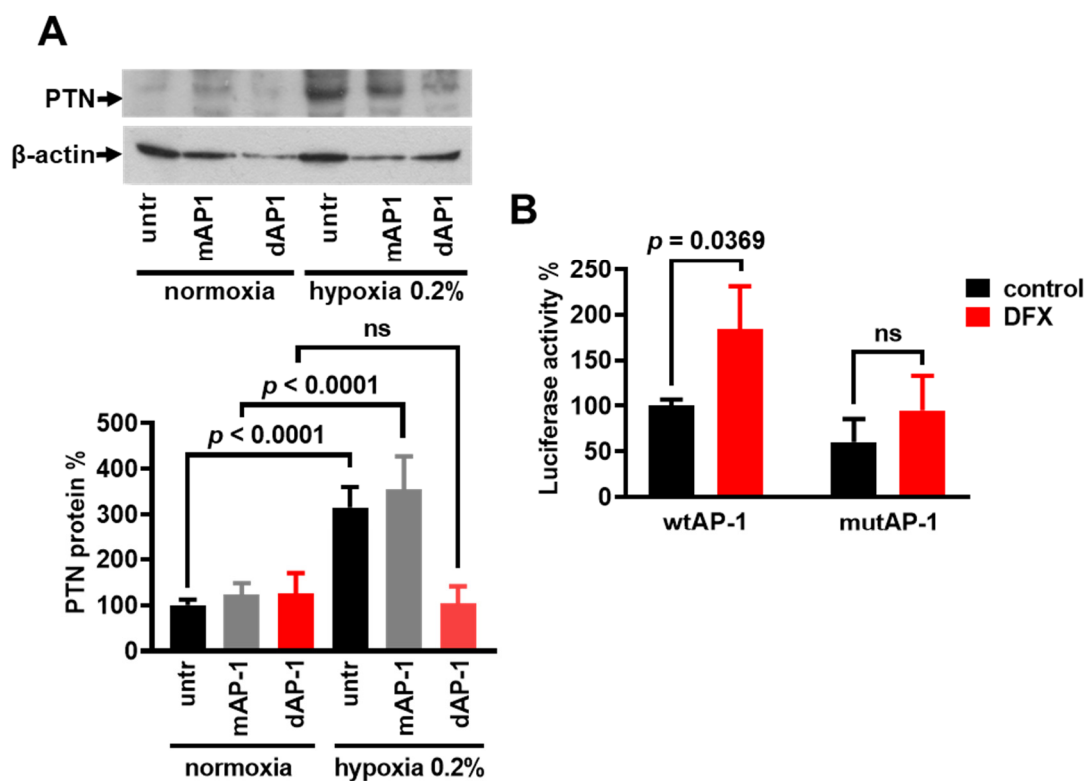 A
PTN
β-actin
untr
mAP1
dAP1
untr
mAP1
dAP1
normoxia
hypoxia 0.2%
ns
p < 0.0001
p < 0.0001
PTN protein %
500
400
300
200
100
0
untr
mAP-1
dAP-1
untr
mAP-1
dAP-1
normoxia
hypoxia 0.2%
B
p = 0.0369
control
DFX
ns
Luciferase activity %
250
200
150
100
50
0
wtAP-1
mutAP-1